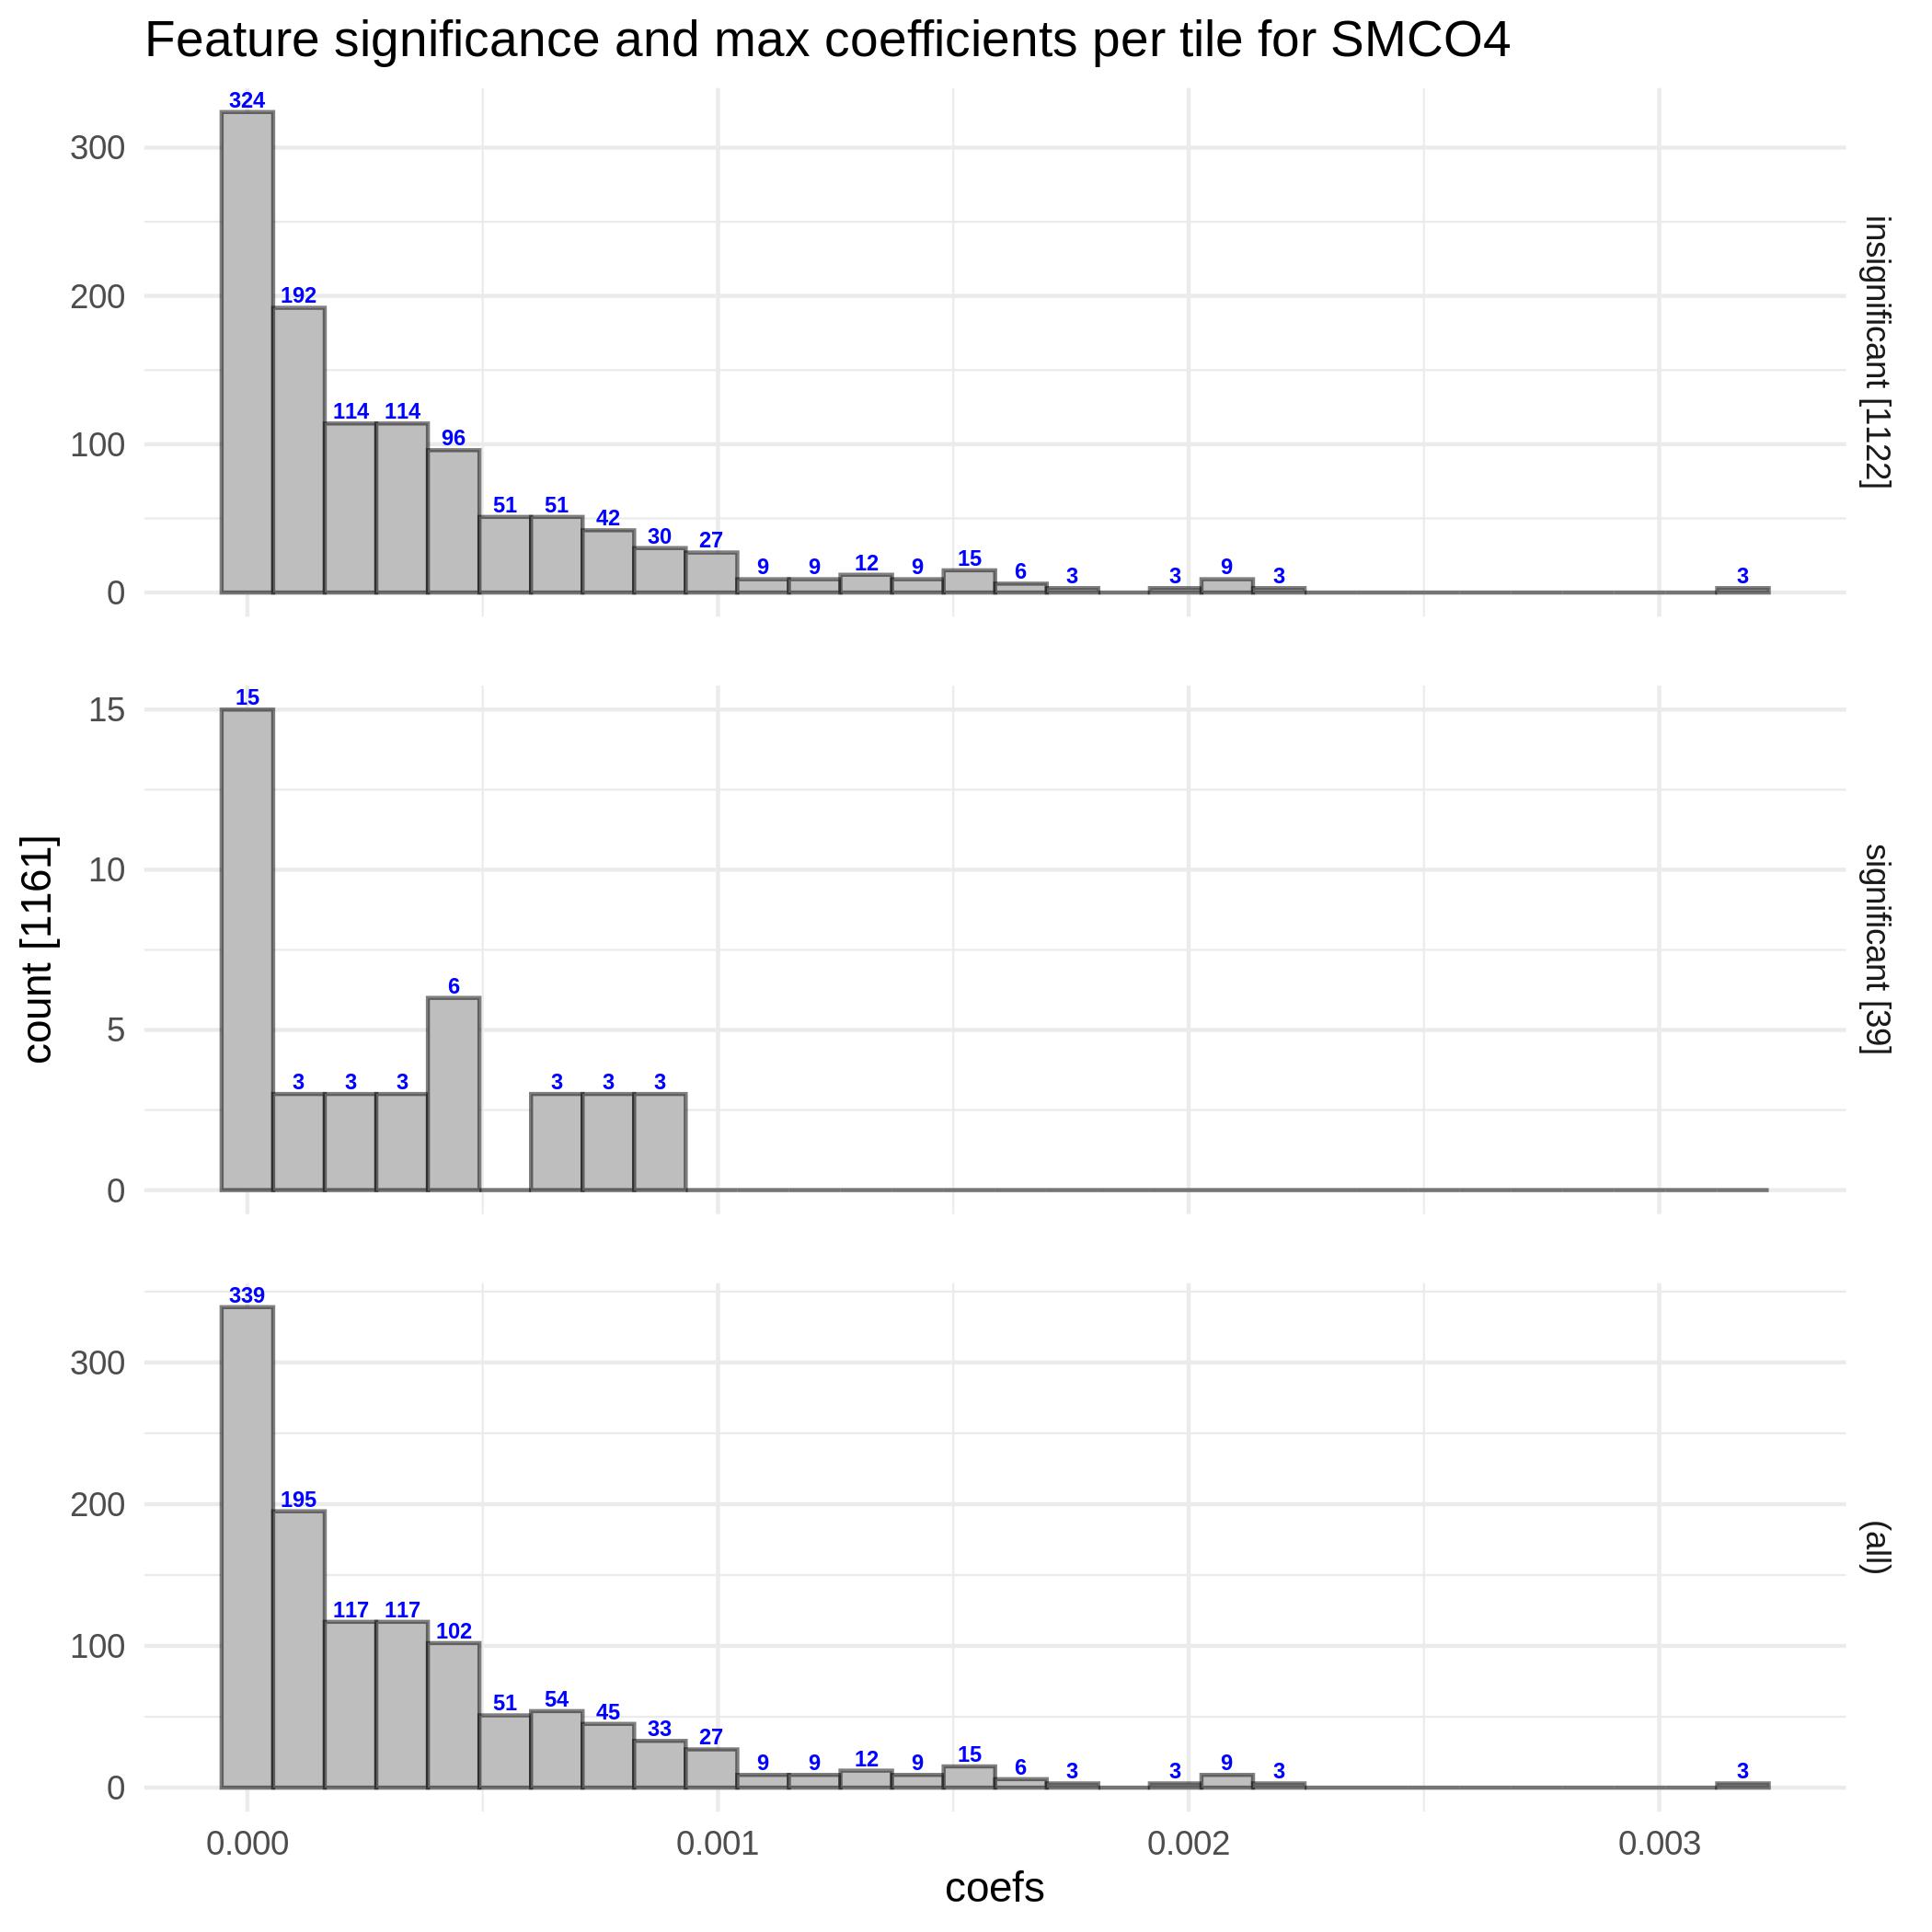 Feature significance and max coefficients per tile for SMCO4
324
300
192
200
114 114
100
96
51 51 42 30 27 9 9 12 9 15 6 3 3 9 3 3
0
insignificant [1122]
15
15
10
6
5
3 3 3 3 3 3
0
significant [39]
count [1161]
339
300
195
200
117 117 102
100
51 54 45 33 27 9 9 12 9 15 6 3 3 9 3 3
0
(all)
0.000 0.001 0.002 0.003
coefs